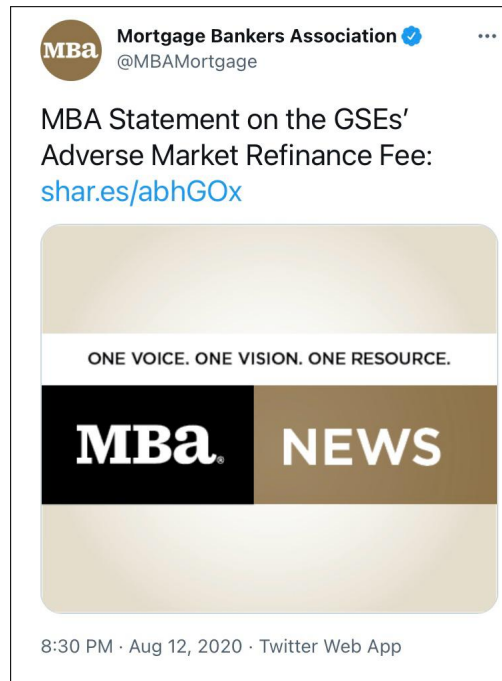 MBa
Mortgage Bankers Association
@MBAMortgage
MBA Statement on the GSEs’
Adverse Market Refinance Fee:
shar.es/abhGOx
ONE VOICE. ONE VISION. ONE RESOURCE.
MBa®
NEWS
8:30 PM · Aug 12, 2020 · Twitter Web App